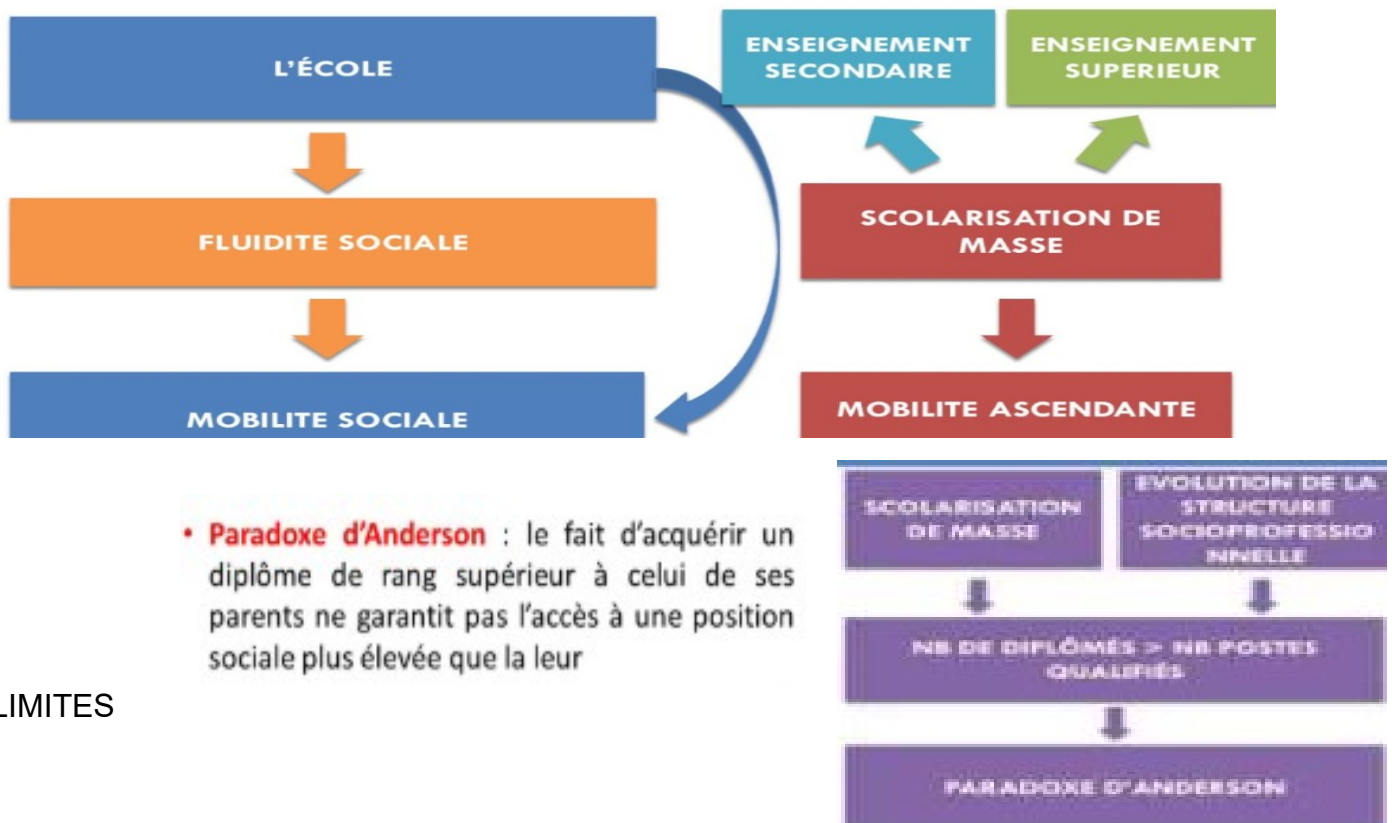 L'ÉCOLE
FLUIDITE SOCIALE
MOBILITE SOCIALE
ENSEIGNEMENT
SECONDAIRE
ENSEIGNEMENT
SUPERIEUR
SCOLARISATION DE
MASSE
MOBILITE ASCENDANTE
• Paradoxe d'Anderson : le fait d'acquérir un
diplôme de rang supérieur à celui de ses
parents ne garantit pas l'accès à une position
sociale plus élevée que la leur
LIMITES
SCOLARISATION
DE MASSE
EVOLUTION DE LA
STRUCTURE
SOCIOPROFESSIO
NNELLE
NB DE DIPLÔMÉS > NB POSTES
QUALIFIÉS
PARADOXE D'ANDERSON